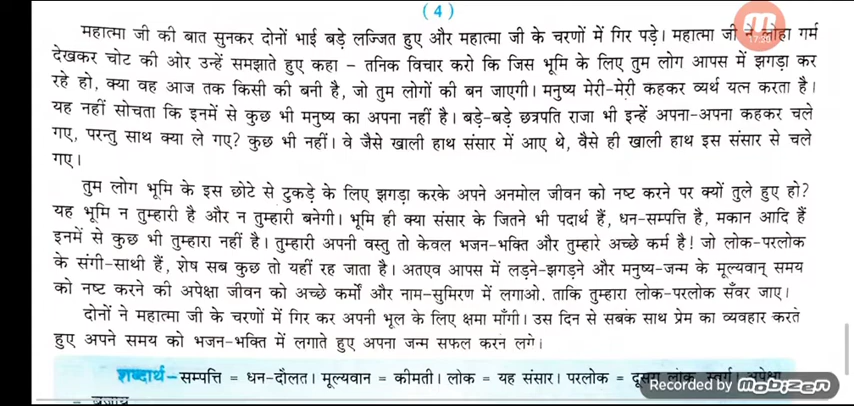 (4)
महात्मा जी की बात सुनकर दोनों भाई बड़े लज्जित हुए और महात्मा जी के चरणों में गिर पड़े। महात्मा जी ने लोहा गर्म
17:20
देखकर चोट की ओर उन्हें समझाते हुए कहा – तनिक विचार करो कि जिस भूमि के लिए तुम लोग आपस में झगड़ा कर
रहे हो, क्या वह आज तक किसी की बनी है, जो तुम लोगों की बन जाएगी। मनुष्य मेरी-मेरी कहकर व्यर्थ यत्न करता है।
यह नहीं सोचता कि इनमें से कुछ भी मनुष्य का अपना नहीं है। बड़े-बड़े छत्रपति राजा भी इन्हें अपना-अपना कहकर चले
गए, परन्तु साथ क्या ले गए? कुछ भी नहीं। वे जैसे खाली हाथ संसार में आए थे, वैसे ही खाली हाथ इस संसार से चले
गए।
तुम लोग भूमि के इस छोटे से टुकड़े के लिए झगड़ा करके अपने अनमोल जीवन को नष्ट करने पर क्यों तुले हुए हो?
यह भूमि न तुम्हारी है और न तुम्हारी बनेगी। भूमि ही क्या संसार के जितने भी पदार्थ हैं, धन-सम्पत्ति है, मकान आदि हैं
इनमें से कुछ भी तुम्हारा नहीं है। तुम्हारी अपनी वस्तु तो केवल भजन-भक्ति और तुम्हारे अच्छे कर्म है! जो लोक-परलोक
के संगी-साथी हैं, शेष सब कुछ तो यहीं रह जाता है। अतएव आपस में लड़ने-झगड़ने और मनुष्य-जन्म के मूल्यवान् समय
को नष्ट करने की अपेक्षा जीवन को अच्छे कर्मों और नाम-सुमिरण में लगाओ, ताकि तुम्हारा लोक-परलोक सँवर जाए।
दोनों ने महात्मा जी के चरणों में गिर कर अपनी भूल के लिए क्षमा माँगी। उस दिन से सबके साथ प्रेम का व्यवहार करते
हुए अपने समय को भजन-भक्ति में लगाते हुए अपना जन्म सफल करने लगे।
शब्दार्थ–सम्पत्ति = धन-दौलत। मूल्यवान = कीमती। लोक = यह संसार। परलोक = दूसरा लोक, स्वर्ग। अपेक्षा
= बजाय
Recorded by mobizen